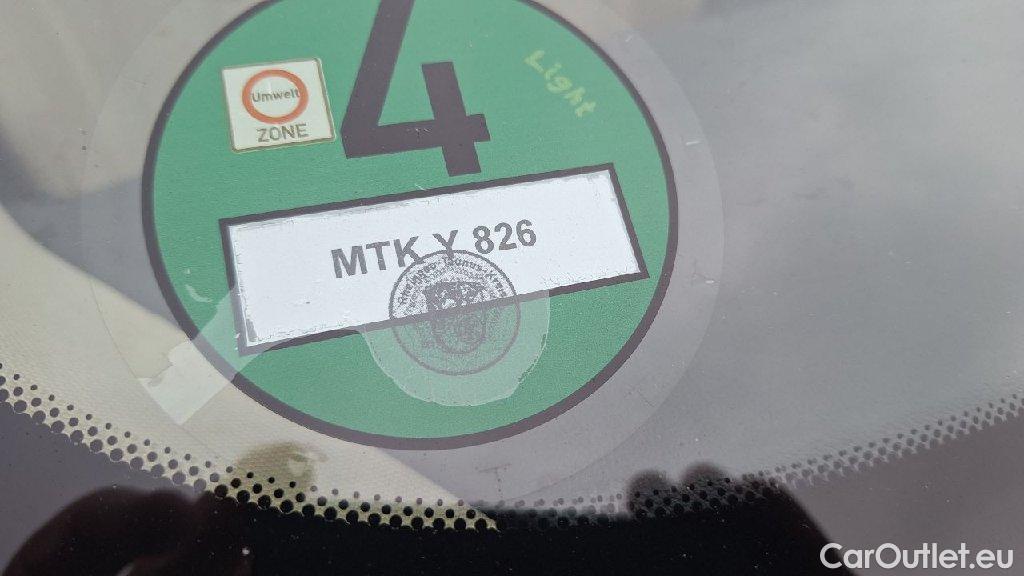 4
Light
Umwelt
ZONE
MTK Y 826
CarOutlet.eu